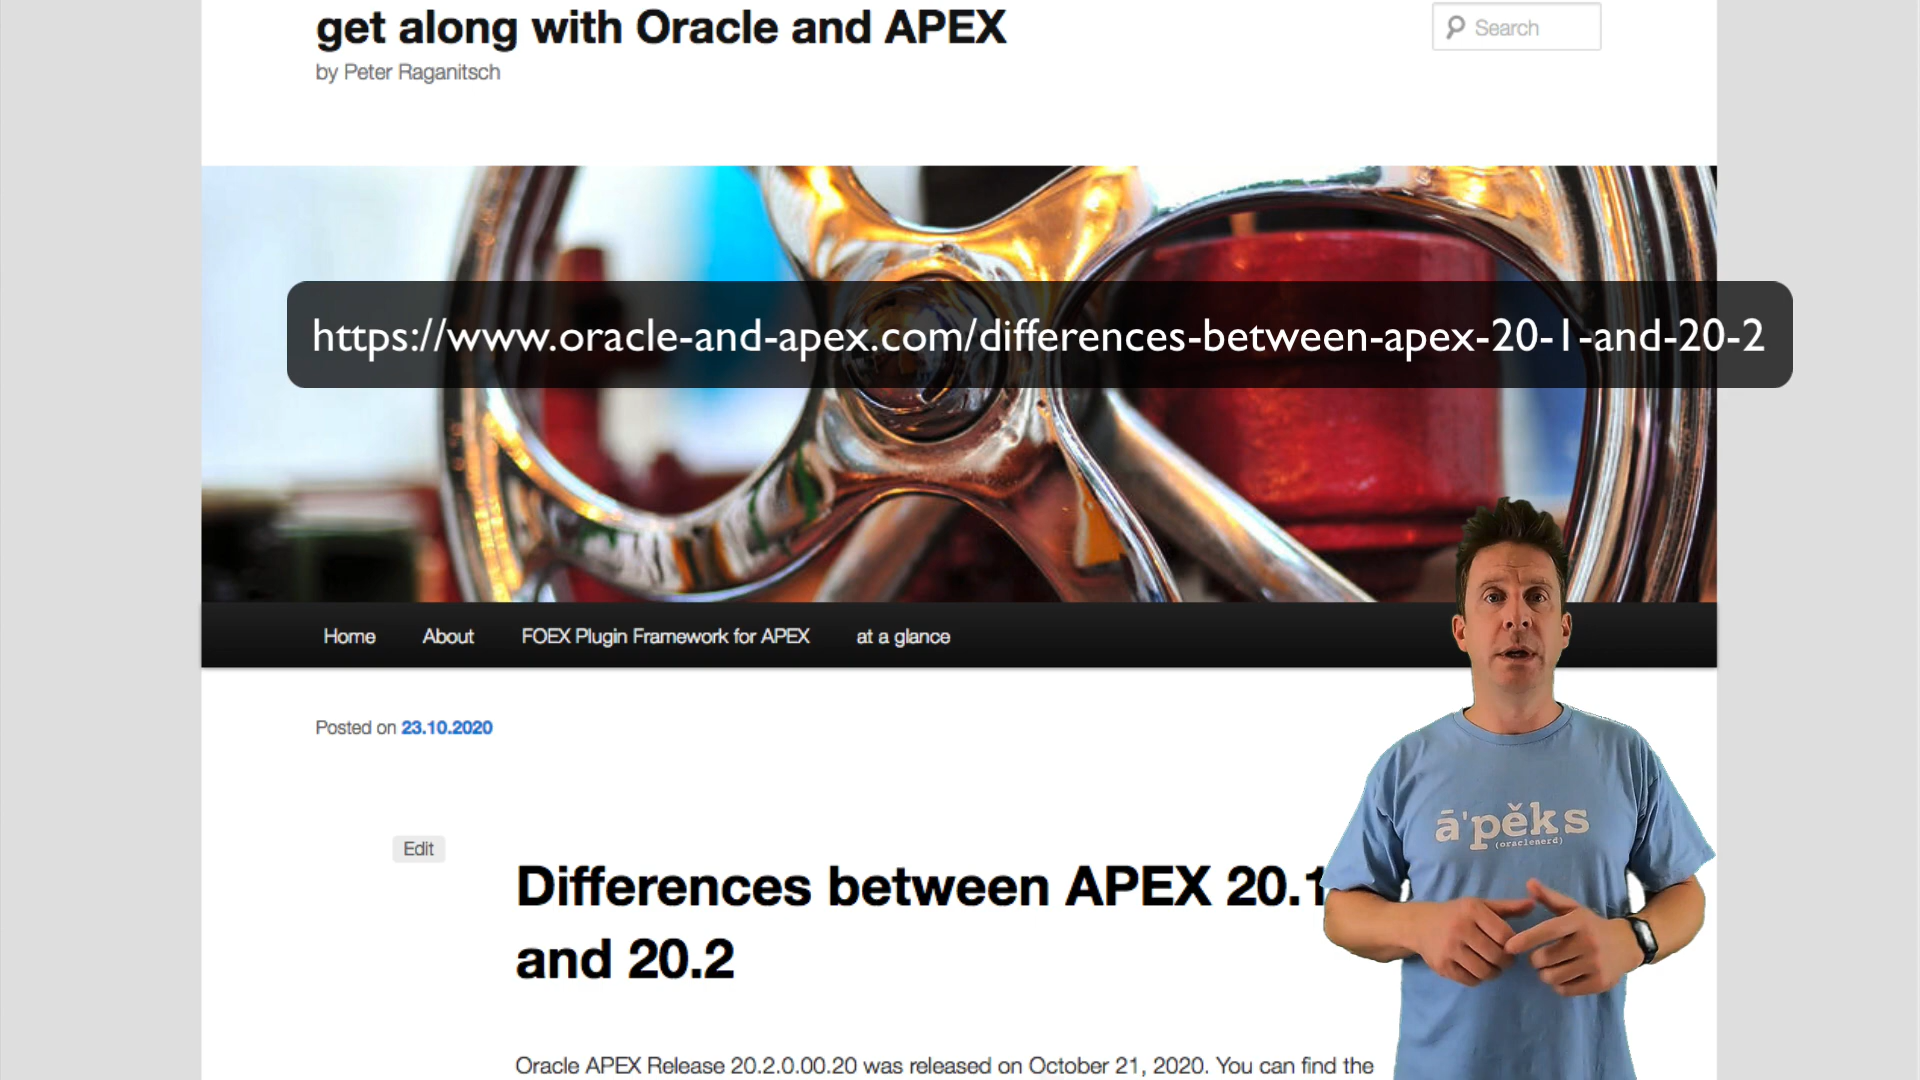 get along with Oracle and APEX
Search
by Peter Raganitsch
https://www.oracle-and-apex.com/differences-between-apex-20-1-and-20-2
Home About FOEX Plugin Framework for APEX at a glance
Posted on 23.10.2020
ā'pěks
(oraclenerd)
Edit
Differences between APEX 20.1
and 20.2
Oracle APEX Release 20.2.0.00.20 was released on October 21, 2020. You can find the